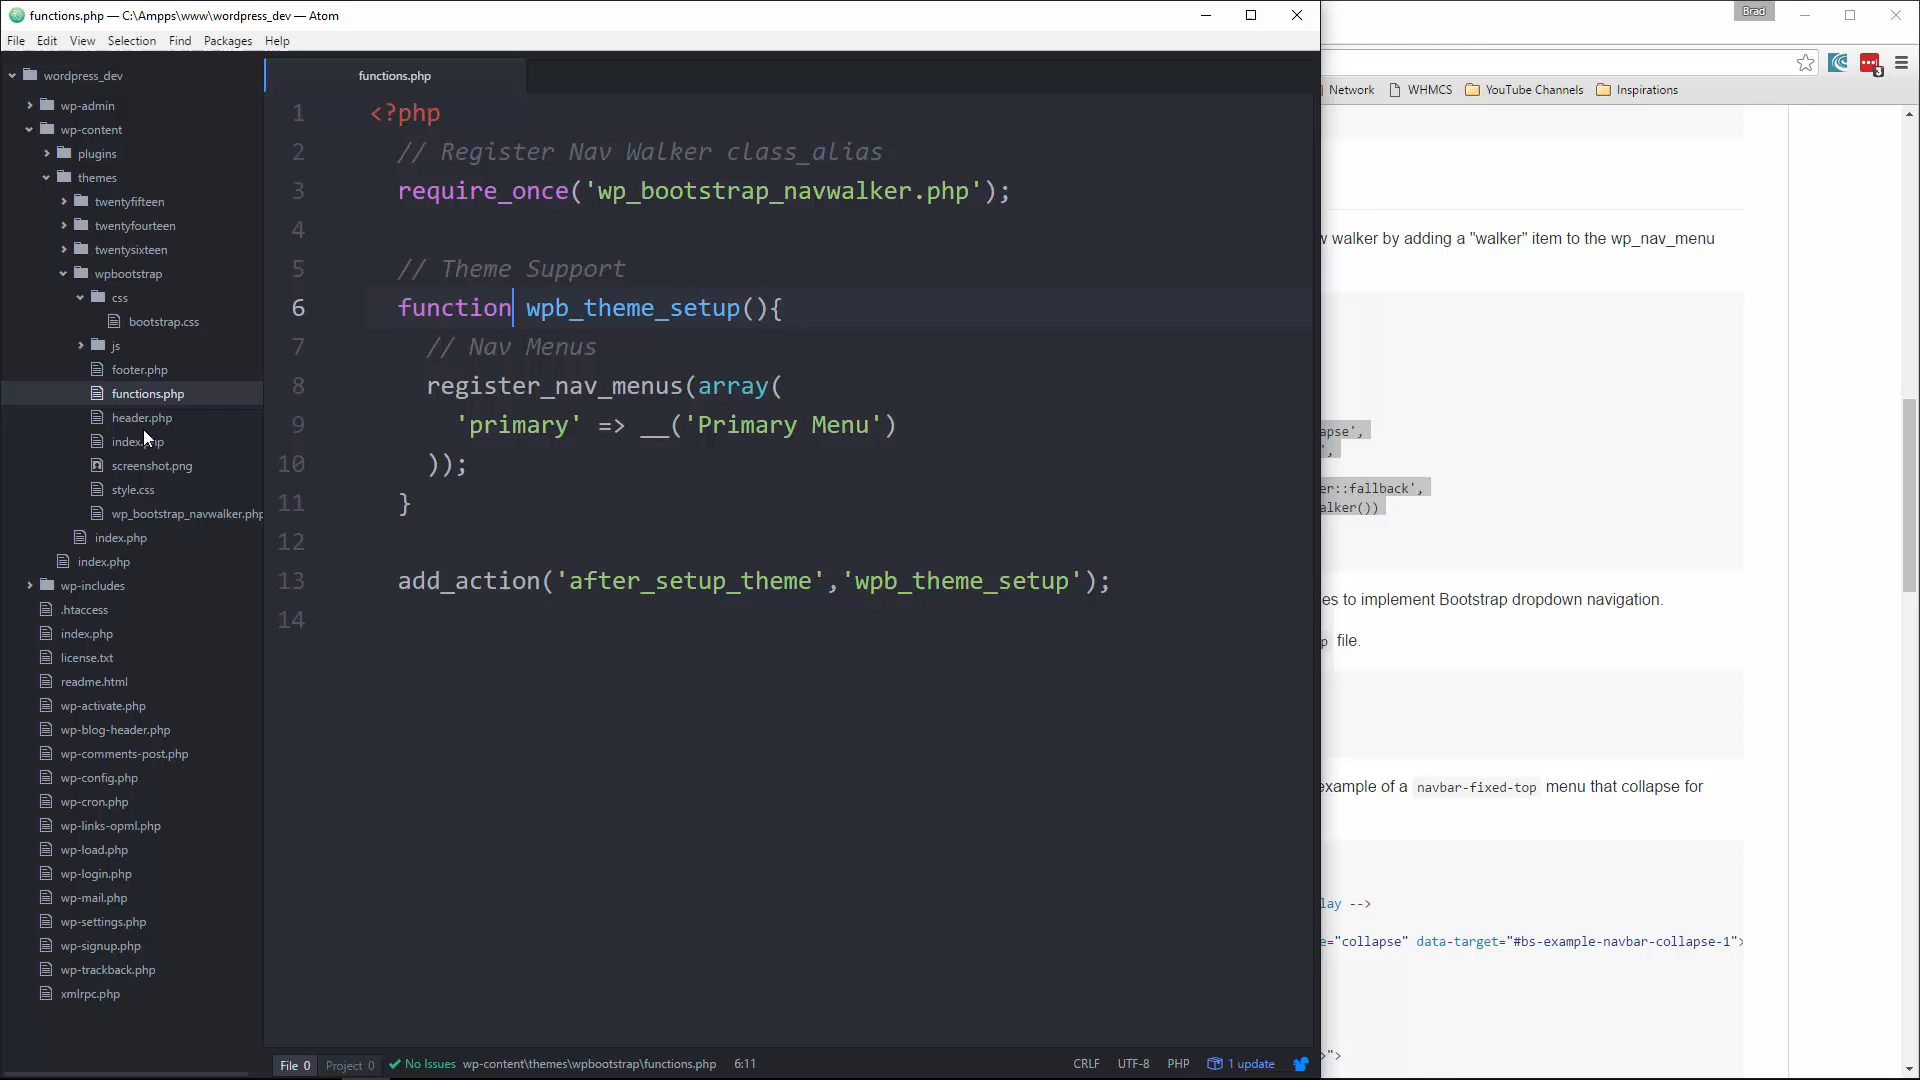 functions.php — C:\Ampps\www\wordpress_dev — Atom
Brad
File Edit View Selection Find Packages Help
3
Network WHMCS YouTube Channels Inspirations
wordpress_dev
wp-admin
wp-content
plugins
themes
twentyfifteen
twentyfourteen
twentysixteen
wpbootstrap
css
bootstrap.css
js
footer.php
functions.php
header.php
index.php
screenshot.png
style.css
wp_bootstrap_navwalker.php
index.php
index.php
wp-includes
.htaccess
index.php
license.txt
readme.html
wp-activate.php
wp-blog-header.php
wp-comments-post.php
wp-config.php
wp-cron.php
wp-links-opml.php
wp-load.php
wp-login.php
wp-mail.php
wp-settings.php
wp-signup.php
wp-trackback.php
xmlrpc.php
functions.php
1 <?php
2 // Register Nav Walker class_alias
3 require_once('wp_bootstrap_navwalker.php');
4
5 // Theme Support
6 function wpb_theme_setup(){
7 // Nav Menus
8 register_nav_menus(array(
9 'primary' => __('Primary Menu')
10 ));
11 }
12
13 add_action('after_setup_theme','wpb_theme_setup');
14
File 0 Project 0 No Issues wp-content\themes\wpbootstrap\functions.php 6:11 CRLF UTF-8 PHP 1 update
w walker by adding a "walker" item to the wp_nav_menu
apse',
',
er::fallback',
alker())
es to implement Bootstrap dropdown navigation.
p file.
example of a navbar-fixed-top menu that collapse for
lay -->
e="collapse" data-target="#bs-example-navbar-collapse-1">
>">